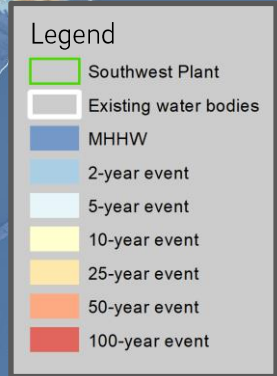 Legend
Southwest Plant
Existing water bodies
MHHW
2-year event
5-year event
10-year event
25-year event
50-year event
100-year event